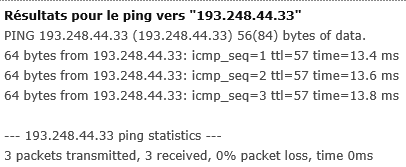 Résultats pour le ping vers "193.248.44.33"
PING 193.248.44.33 (193.248.44.33) 56(84) bytes of data.
64 bytes from 193.248.44.33: icmp_seq=1 ttl=57 time=13.4 ms
64 bytes from 193.248.44.33: icmp_seq=2 ttl=57 time=13.6 ms
64 bytes from 193.248.44.33: icmp_seq=3 ttl=57 time=13.8 ms
--- 193.248.44.33 ping statistics ---
3 packets transmitted, 3 received, 0% packet loss, time 0ms